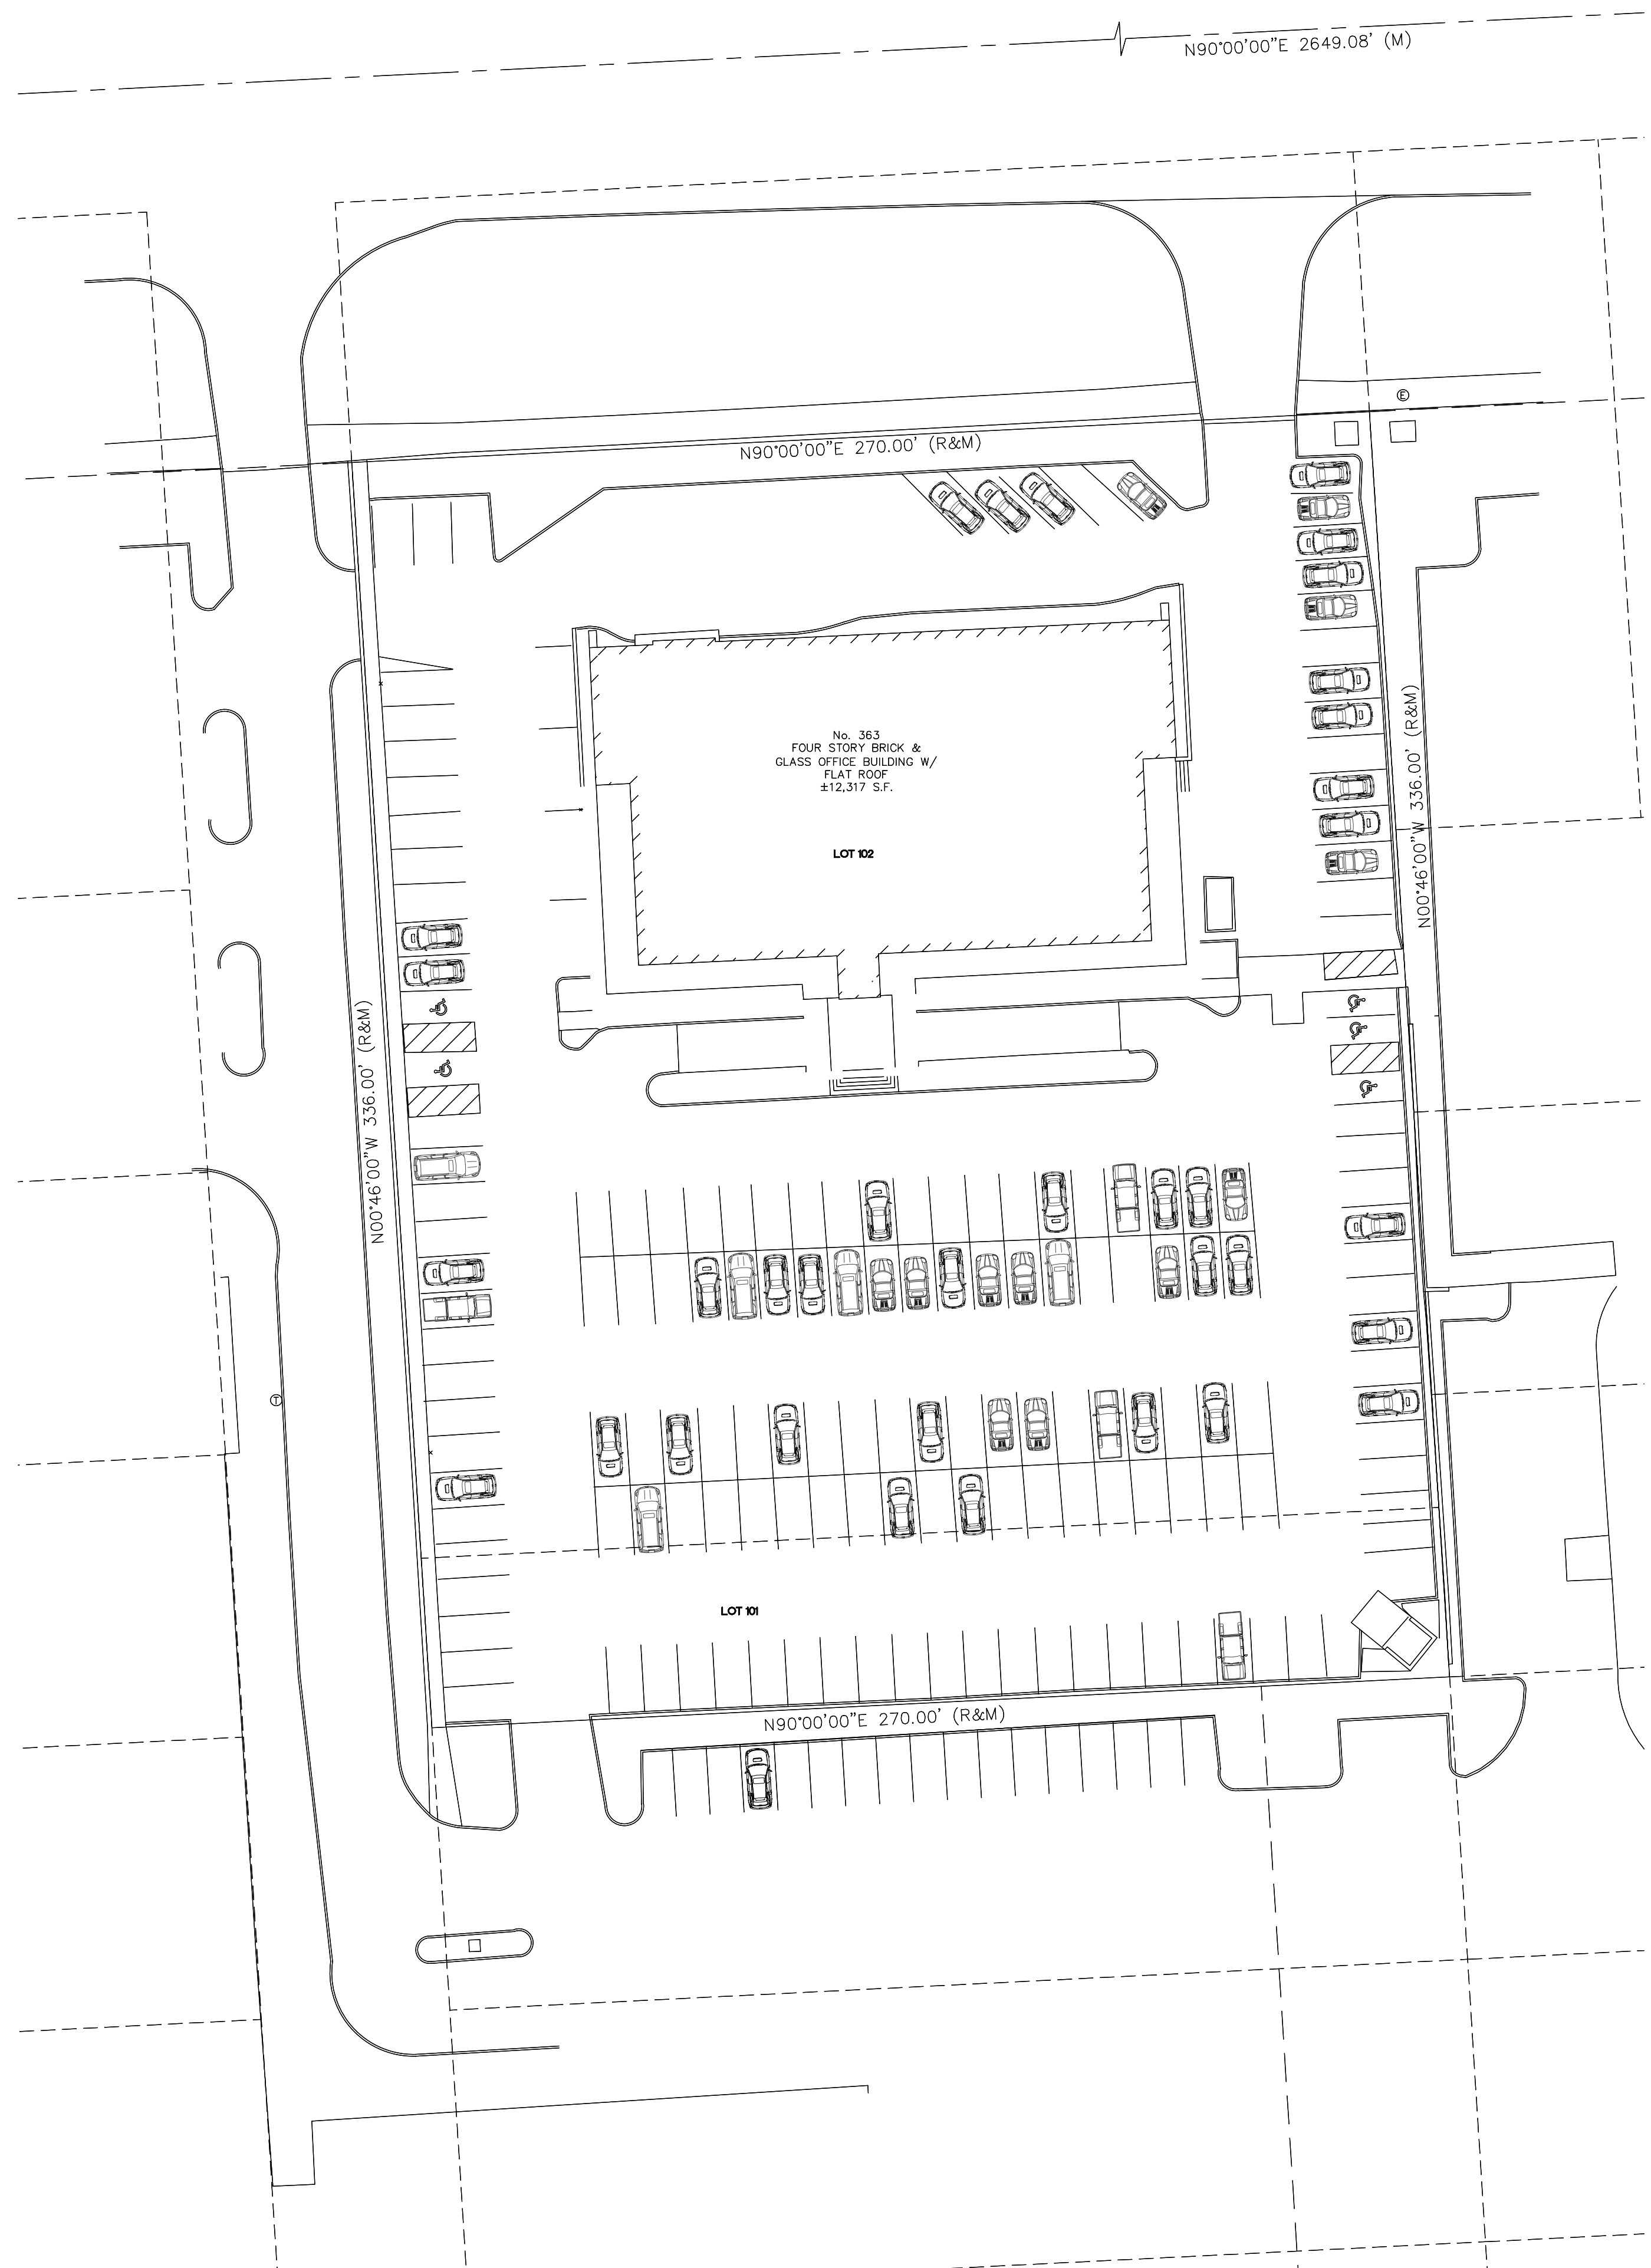 N90°00'00"E 2649.08' (M)
E
N90°00'00"E 270.00' (R&M)
No. 363
FOUR STORY BRICK &
GLASS OFFICE BUILDING W/
FLAT ROOF
±12,317 S.F.
LOT 102
N00°46'00"W 336.00' (R&M)
N00°46'00"W 336.00' (R&M)
T
LOT 101
N90°00'00"E 270.00' (R&M)